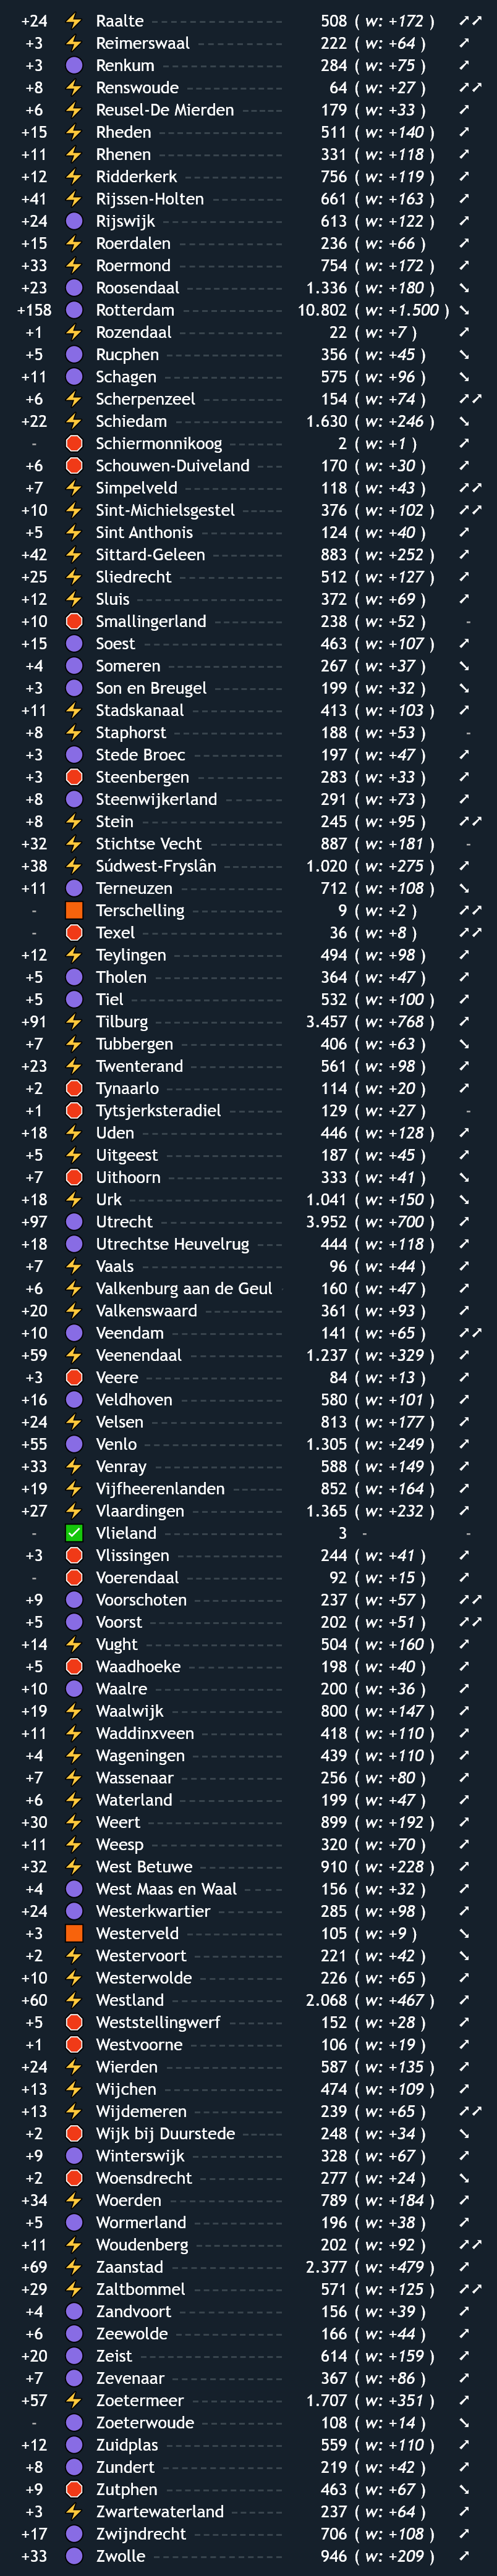 +24 Raalte 508 ( w: +172 )
+3 Reimerswaal 222 ( w: +64 )
+3 Renkum 284 ( w: +75 )
+8 Renswoude 64 ( w: +27 )
+6 Reusel-De Mierden 179 ( w: +33 )
+15 Rheden 511 ( w: +140 )
+11 Rhenen 331 ( w: +118 )
+12 Ridderkerk 756 ( w: +119 )
+41 Rijssen-Holten 661 ( w: +163 )
+24 Rijswijk 613 ( w: +122 )
+15 Roerdalen 236 ( w: +66 )
+33 Roermond 754 ( w: +172 )
+23 Roosendaal 1.336 ( w: +180 )
+158 Rotterdam 10.802 ( w: +1.500 )
+1 Rozendaal 22 ( w: +7 )
+5 Rucphen 356 ( w: +45 )
+11 Schagen 575 ( w: +96 )
+6 Scherpenzeel 154 ( w: +74 )
+22 Schiedam 1.630 ( w: +246 )
- Schiermonnikoog 2 ( w: +1 )
+6 Schouwen-Duiveland 170 ( w: +30 )
+7 Simpelveld 118 ( w: +43 )
+10 Sint-Michielsgestel 376 ( w: +102 )
+5 Sint Anthonis 124 ( w: +40 )
+42 Sittard-Geleen 883 ( w: +252 )
+25 Sliedrecht 512 ( w: +127 )
+12 Sluis 372 ( w: +69 )
+10 Smallingerland 238 ( w: +52 ) -
+15 Soest 463 ( w: +107 )
+4 Someren 267 ( w: +37 )
+3 Son en Breugel 199 ( w: +32 )
+11 Stadskanaal 413 ( w: +103 )
+8 Staphorst 188 ( w: +53 ) -
+3 Stede Broec 197 ( w: +47 )
+3 Steenbergen 283 ( w: +33 )
+8 Steenwijkerland 291 ( w: +73 )
+8 Stein 245 ( w: +95 )
+32 Stichtse Vecht 887 ( w: +181 ) -
+38 Súdwest-Fryslân 1.020 ( w: +275 )
+11 Terneuzen 712 ( w: +108 )
- Terschelling 9 ( w: +2 )
- Texel 36 ( w: +8 )
+12 Teylingen 494 ( w: +98 )
+5 Tholen 364 ( w: +47 )
+5 Tiel 532 ( w: +100 )
+91 Tilburg 3.457 ( w: +768 )
+7 Tubbergen 406 ( w: +63 )
+23 Twenterand 561 ( w: +98 )
+2 Tynaarlo 114 ( w: +20 )
+1 Tytsjerksteradiel 129 ( w: +27 ) -
+18 Uden 446 ( w: +128 )
+5 Uitgeest 187 ( w: +45 )
+7 Uithoorn 333 ( w: +41 )
+18 Urk 1.041 ( w: +150 )
+97 Utrecht 3.952 ( w: +700 )
+18 Utrechtse Heuvelrug 444 ( w: +118 )
+7 Vaals 96 ( w: +44 )
+6 Valkenburg aan de Geul 160 ( w: +47 )
+20 Valkenswaard 361 ( w: +93 )
+10 Veendam 141 ( w: +65 )
+59 Veenendaal 1.237 ( w: +329 )
+3 Veere 84 ( w: +13 )
+16 Veldhoven 580 ( w: +101 )
+24 Velsen 813 ( w: +177 )
+55 Venlo 1.305 ( w: +249 )
+33 Venray 588 ( w: +149 )
+19 Vijfheerenlanden 852 ( w: +164 )
+27 Vlaardingen 1.365 ( w: +232 )
- Vlieland 3 - -
+3 Vlissingen 244 ( w: +41 )
- Voerendaal 92 ( w: +15 )
+9 Voorschoten 237 ( w: +57 )
+5 Voorst 202 ( w: +51 )
+14 Vught 504 ( w: +160 )
+5 Waadhoeke 198 ( w: +40 )
+10 Waalre 200 ( w: +36 )
+19 Waalwijk 800 ( w: +147 )
+11 Waddinxveen 418 ( w: +110 )
+4 Wageningen 439 ( w: +110 )
+7 Wassenaar 256 ( w: +80 )
+6 Waterland 199 ( w: +47 )
+30 Weert 899 ( w: +192 )
+11 Weesp 320 ( w: +70 )
+32 West Betuwe 910 ( w: +228 )
+4 West Maas en Waal 156 ( w: +32 )
+24 Westerkwartier 285 ( w: +98 )
+3 Westerveld 105 ( w: +9 )
+2 Westervoort 221 ( w: +42 )
+10 Westerwolde 226 ( w: +65 )
+60 Westland 2.068 ( w: +467 )
+5 Weststellingwerf 152 ( w: +28 )
+1 Westvoorne 106 ( w: +19 )
+24 Wierden 587 ( w: +135 )
+13 Wijchen 474 ( w: +109 )
+13 Wijdemeren 239 ( w: +65 )
+2 Wijk bij Duurstede 248 ( w: +34 )
+9 Winterswijk 328 ( w: +67 )
+2 Woensdrecht 277 ( w: +24 )
+34 Woerden 789 ( w: +184 )
+5 Wormerland 196 ( w: +38 )
+11 Woudenberg 202 ( w: +92 )
+69 Zaanstad 2.377 ( w: +479 )
+29 Zaltbommel 571 ( w: +125 )
+4 Zandvoort 156 ( w: +39 )
+6 Zeewolde 166 ( w: +44 )
+20 Zeist 614 ( w: +159 )
+7 Zevenaar 367 ( w: +86 )
+57 Zoetermeer 1.707 ( w: +351 )
- Zoeterwoude 108 ( w: +14 )
+12 Zuidplas 559 ( w: +110 )
+8 Zundert 219 ( w: +42 )
+9 Zutphen 463 ( w: +67 )
+3 Zwartewaterland 237 ( w: +64 )
+17 Zwijndrecht 706 ( w: +108 )
+33 Zwolle 946 ( w: +209 )